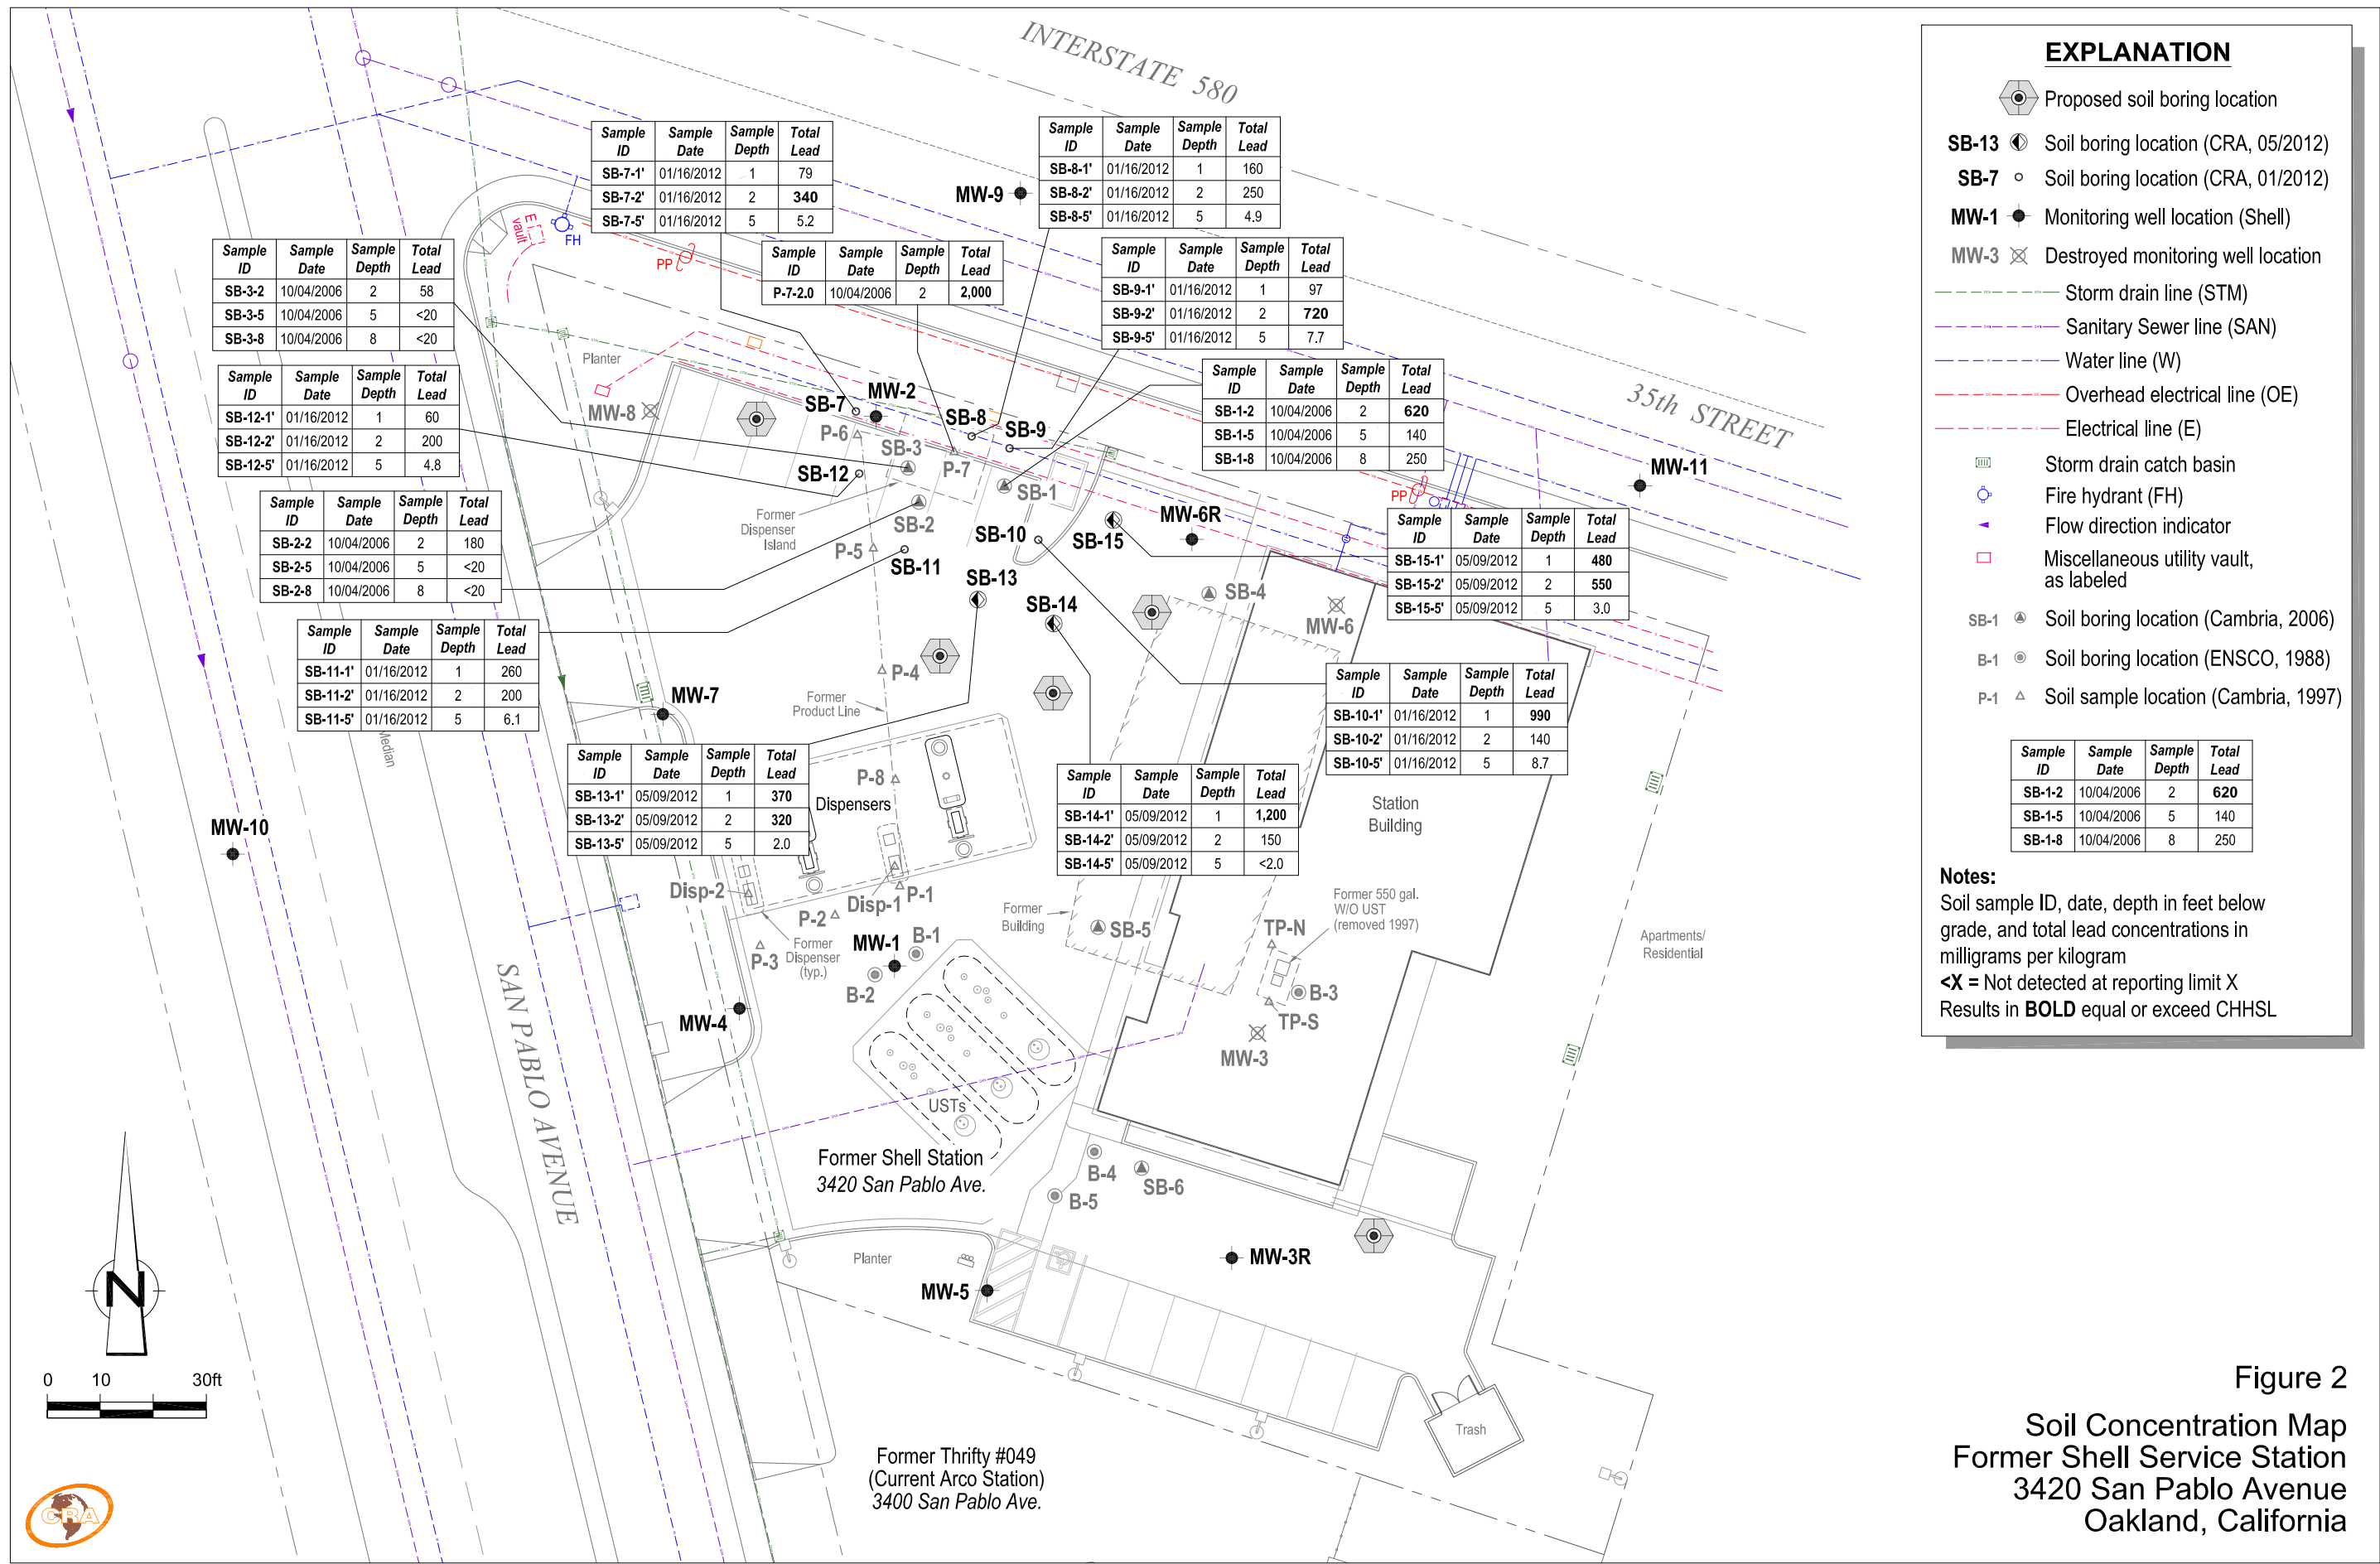 INTERSTATE 580
35th STREET
SAN PABLO AVENUE
Sample ID Sample Date Sample Depth Total Lead
SB-7-1' 01/16/2012 1 79
SB-7-2' 01/16/2012 2 340
SB-7-5' 01/16/2012 5 5.2
Sample ID Sample Date Sample Depth Total Lead
SB-8-1' 01/16/2012 1 160
SB-8-2' 01/16/2012 2 250
SB-8-5' 01/16/2012 5 4.9
Sample ID Sample Date Sample Depth Total Lead
P-7-2.0 10/04/2006 2 2,000
Sample ID Sample Date Sample Depth Total Lead
SB-9-1' 01/16/2012 1 97
SB-9-2' 01/16/2012 2 720
SB-9-5' 01/16/2012 5 7.7
Sample ID Sample Date Sample Depth Total Lead
SB-3-2 10/04/2006 2 58
SB-3-5 10/04/2006 5 <20
SB-3-8 10/04/2006 8 <20
Sample ID Sample Date Sample Depth Total Lead
SB-12-1' 01/16/2012 1 60
SB-12-2' 01/16/2012 2 200
SB-12-5' 01/16/2012 5 4.8
Sample ID Sample Date Sample Depth Total Lead
SB-1-2 10/04/2006 2 620
SB-1-5 10/04/2006 5 140
SB-1-8 10/04/2006 8 250
Sample ID Sample Date Sample Depth Total Lead
SB-2-2 10/04/2006 2 180
SB-2-5 10/04/2006 5 <20
SB-2-8 10/04/2006 8 <20
Sample ID Sample Date Sample Depth Total Lead
SB-15-1' 05/09/2012 1 480
SB-15-2' 05/09/2012 2 550
SB-15-5' 05/09/2012 5 3.0
Sample ID Sample Date Sample Depth Total Lead
SB-11-1' 01/16/2012 1 260
SB-11-2' 01/16/2012 2 200
SB-11-5' 01/16/2012 5 6.1
Sample ID Sample Date Sample Depth Total Lead
SB-10-1' 01/16/2012 1 990
SB-10-2' 01/16/2012 2 140
SB-10-5' 01/16/2012 5 8.7
Sample ID Sample Date Sample Depth Total Lead
SB-13-1' 05/09/2012 1 370
SB-13-2' 05/09/2012 2 320
SB-13-5' 05/09/2012 5 2.0
Sample ID Sample Date Sample Depth Total Lead
SB-14-1' 05/09/2012 1 1,200
SB-14-2' 05/09/2012 2 150
SB-14-5' 05/09/2012 5 <2.0
MW-9
E
vault
FH
PP
Planter
MW-8
SB-7
MW-2
P-6
SB-3
SB-8
SB-9
P-7
SB-12
SB-1
SB-2
Former
Dispenser
Island
P-5
SB-11
SB-10
SB-15
MW-6R
PP
MW-11
SB-13
SB-14
SB-4
MW-6
P-4
Former
Product Line
MW-7
Median
MW-10
P-8
Dispensers
Station
Building
Disp-2
Disp-1
P-1
P-2
P-3
Former
Dispenser
(typ.)
MW-1
B-1
B-2
MW-4
Former
Building
SB-5
Former 550 gal.
W/O UST
(removed 1997)
TP-N
B-3
TP-S
MW-3
Apartments/
Residential
USTs
Former Shell Station
3420 San Pablo Ave.
B-4
SB-6
B-5
Planter
MW-3R
MW-5
Trash
Former Thrifty #049
(Current Arco Station)
3400 San Pablo Ave.
N
0 10 30ft
CRA
EXPLANATION
Proposed soil boring location
SB-13 Soil boring location (CRA, 05/2012)
SB-7 Soil boring location (CRA, 01/2012)
MW-1 Monitoring well location (Shell)
MW-3 Destroyed monitoring well location
Storm drain line (STM)
Sanitary Sewer line (SAN)
Water line (W)
Overhead electrical line (OE)
Electrical line (E)
Storm drain catch basin
Fire hydrant (FH)
Flow direction indicator
Miscellaneous utility vault,
as labeled
SB-1 Soil boring location (Cambria, 2006)
B-1 Soil boring location (ENSCO, 1988)
P-1 Soil sample location (Cambria, 1997)
Sample ID Sample Date Sample Depth Total Lead
SB-1-2 10/04/2006 2 620
SB-1-5 10/04/2006 5 140
SB-1-8 10/04/2006 8 250
Notes:
Soil sample ID, date, depth in feet below
grade, and total lead concentrations in
milligrams per kilogram
<X = Not detected at reporting limit X
Results in BOLD equal or exceed CHHSL
Figure 2
Soil Concentration Map
Former Shell Service Station
3420 San Pablo Avenue
Oakland, California